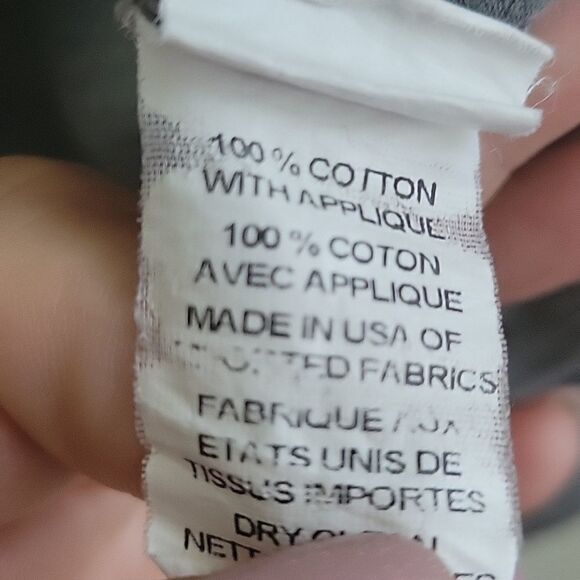 100% COTTON
WITH APPLIQUE
100% COTON
AVEC APPLIQUE
MADE IN USA OF
FABRICS
FABRIQUE
ETATS UNIS DE
TISSUS IMPORTES
DRY
NETT